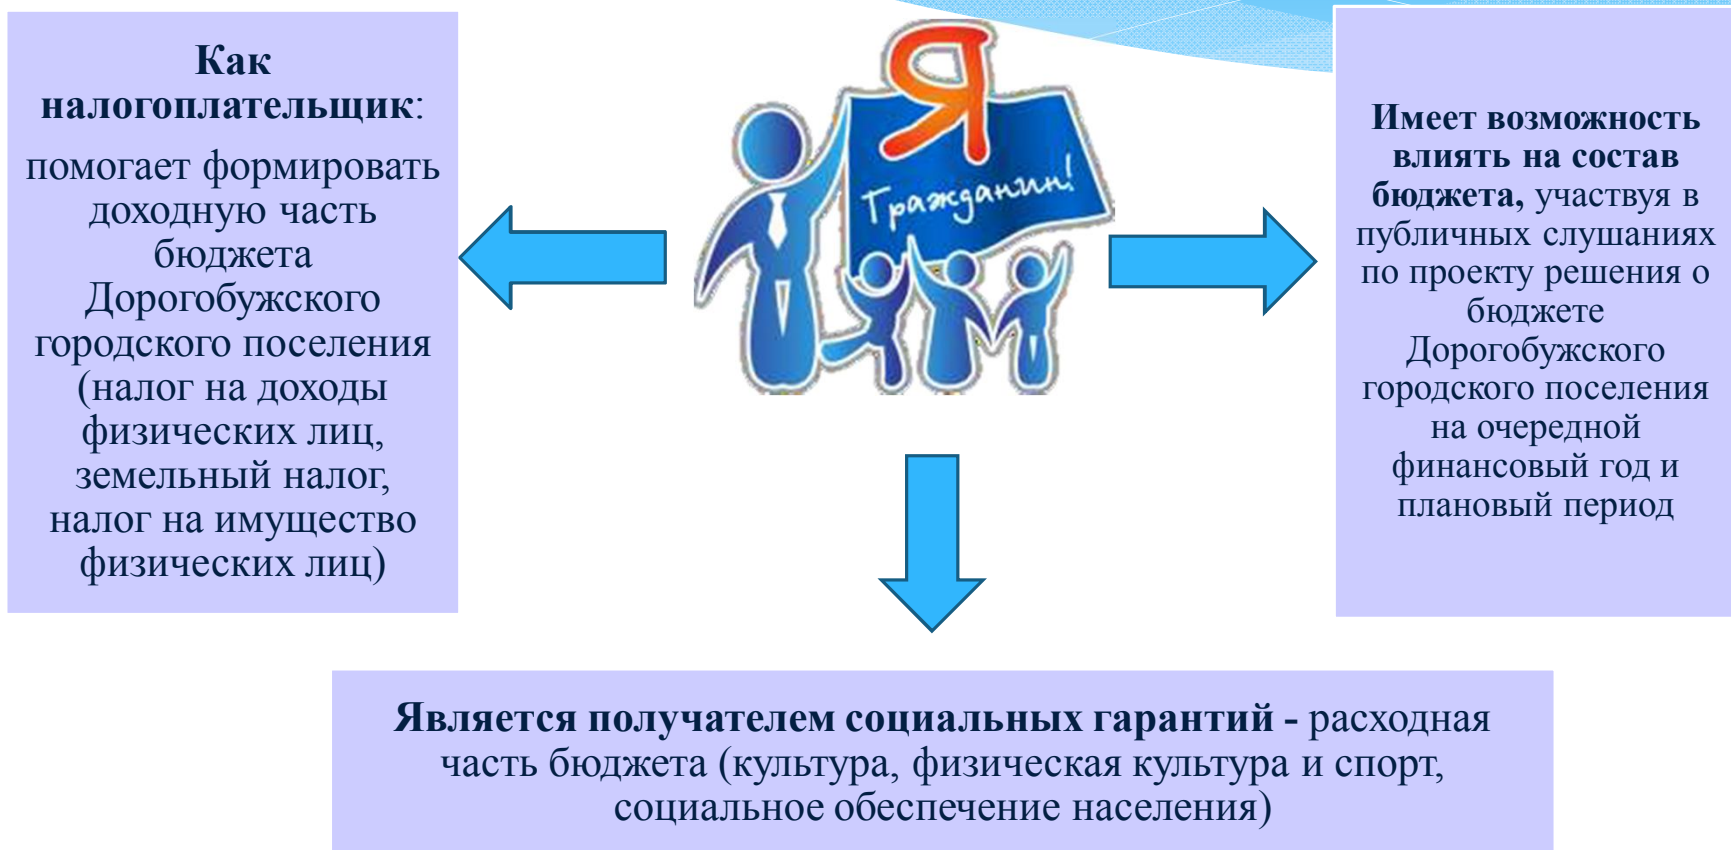 Как
налогоплательщик:
помогает формировать
доходную часть
бюджета
Дорогобужского
городского поселения
(налог на доходы
физических лиц,
земельный налог,
налог на имущество
физических лиц)
Я
Гражданин!
Имеет возможность
влиять на состав
бюджета, участвуя в
публичных слушаниях
по проекту решения о
бюджете
Дорогобужского
городского поселения
на очередной
финансовый год и
плановый период
Является получателем социальных гарантий - расходная
часть бюджета (культура, физическая культура и спорт,
социальное обеспечение населения)